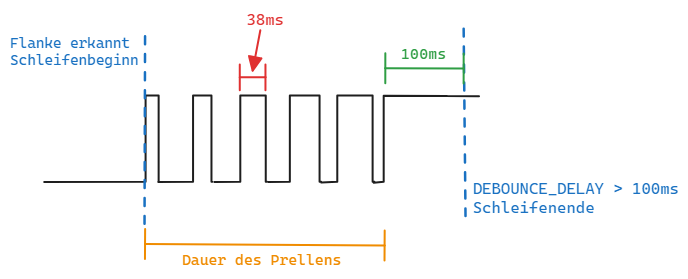 38ms
Flanke erkannt
Schleifenbeginn
100ms
DEBOUNCE_DELAY > 100ms
Schleifenende
Dauer des Prellens